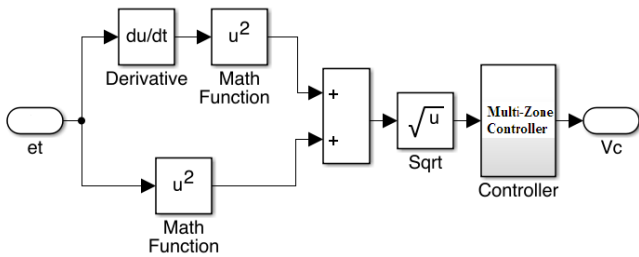 du/dt
Derivative
u²
Math
Function
et
+
+
√u
Sqrt
Multi-Zone
Controller
Controller
Vc
u²
Math
Function